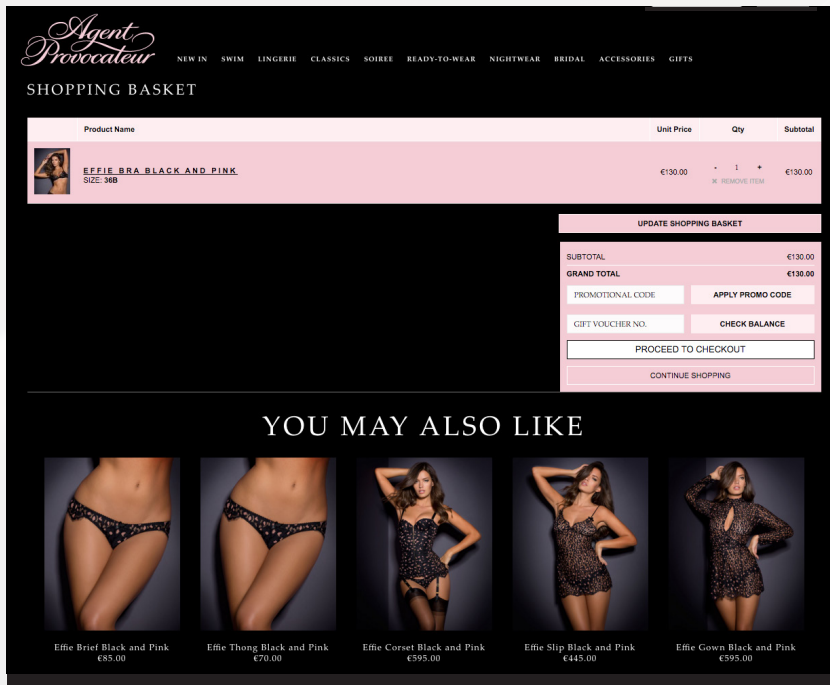 Agent
Provocateur
NEW IN SWIM LINGERIE CLASSICS SOIREE READY-TO-WEAR NIGHTWEAR BRIDAL ACCESSORIES GIFTS
SHOPPING BASKET
Product Name Unit Price Qty Subtotal
EFFIE BRA BLACK AND PINK
SIZE: 36B
€130.00 - 1 + €130.00
✖ REMOVE ITEM
UPDATE SHOPPING BASKET
SUBTOTAL €130.00
GRAND TOTAL €130.00
PROMOTIONAL CODE APPLY PROMO CODE
GIFT VOUCHER NO. CHECK BALANCE
PROCEED TO CHECKOUT
CONTINUE SHOPPING
YOU MAY ALSO LIKE
Effie Brief Black and Pink Effie Thong Black and Pink Effie Corset Black and Pink Effie Slip Black and Pink Effie Gown Black and Pink
€85.00 €70.00 €595.00 €445.00 €595.00